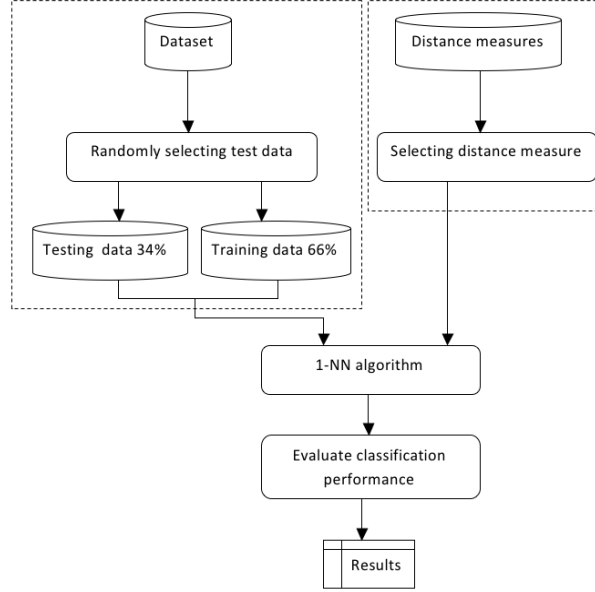 Dataset
Distance measures
Randomly selecting test data
Selecting distance measure
Testing data 34%
Training data 66%
1-NN algorithm
Evaluate classification
performance
Results